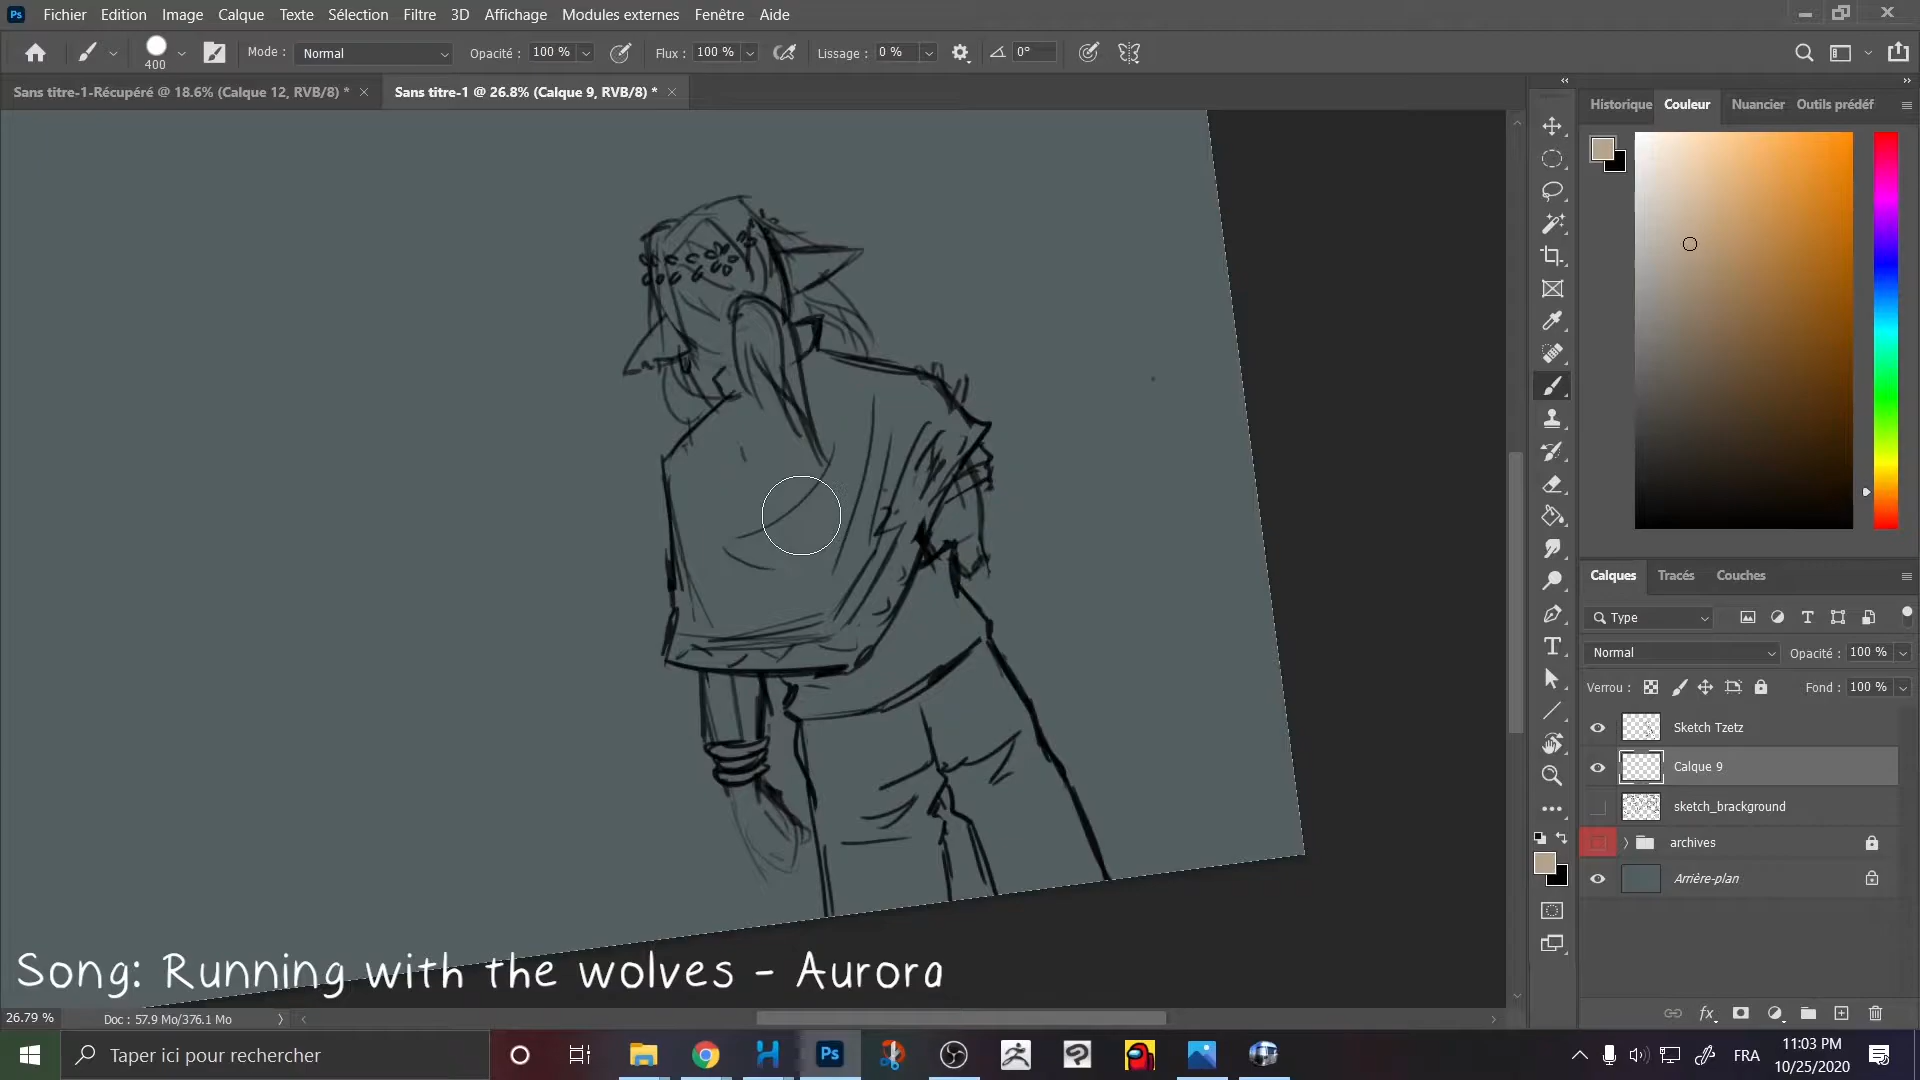 Fichier Edition Image Calque Texte Sélection Filtre 3D Affichage Modules externes Fenêtre Aide
400 Mode : Normal Opacité : 100 % Flux : 100 % Lissage : 0 % 0°
Sans titre-1-Récupéré @ 18.6% (Calque 12, RVB/8) * Sans titre-1 @ 26.8% (Calque 9, RVB/8) *
Historique Couleur Nuancier Outils prédéf
Calques Tracés Couches
Type
Normal Opacité : 100 %
Verrou : Fond : 100 %
Sketch Tzetz
Calque 9
sketch_brackground
archives
Arrière-plan
Song: Running with the wolves - Aurora
26.79 % Doc : 57.9 Mo/376.1 Mo
Taper ici pour rechercher
FRA
11:03 PM
10/25/2020